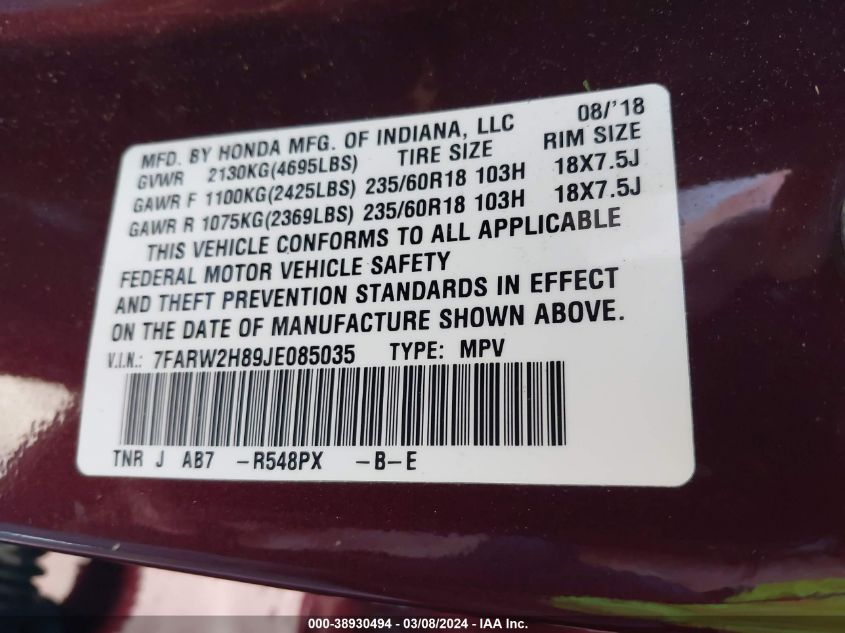 MFD. BY HONDA MFG. OF INDIANA, LLC 08/'18
GVWR 2130KG(4695LBS) TIRE SIZE RIM SIZE
GAWR F 1100KG(2425LBS) 235/60R18 103H 18X7.5J
GAWR R 1075KG(2369LBS) 235/60R18 103H 18X7.5J
THIS VEHICLE CONFORMS TO ALL APPLICABLE
FEDERAL MOTOR VEHICLE SAFETY
AND THEFT PREVENTION STANDARDS IN EFFECT
ON THE DATE OF MANUFACTURE SHOWN ABOVE.
V.I.N.: 7FARW2H89JE085035 TYPE: MPV
TNR J AB7 -R548PX -B-E
000-38930494 - 03/08/2024 - IAA Inc.